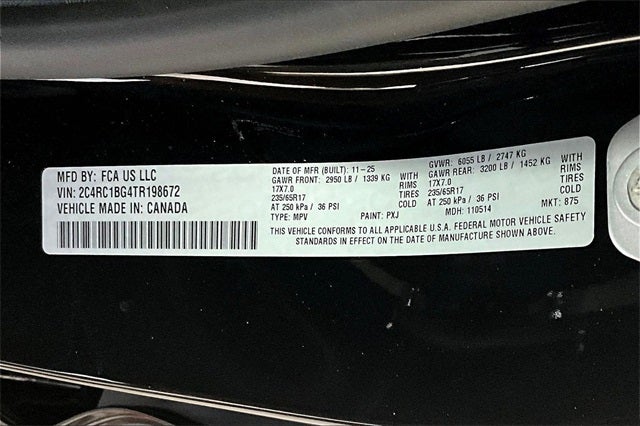 MFD BY: FCA US LLC
VIN: 2C4RC1BG4TR198672
VEHICLE MADE IN: CANADA
DATE OF MFR (BUILT): 11-25
GAWR FRONT: 2950 LB / 1339 KG WITH
17X7.0 RIMS
235/65R17 TIRES
AT 250 kPa / 36 PSI COLD
TYPE: MPV PAINT: PXJ
GVWR: 6055 LB / 2747 KG
GAWR REAR: 3200 LB / 1452 KG WITH
17X7.0 RIMS
235/65R17 TIRES
AT 250 kPa / 36 PSI COLD
MDH: 110514 MKT: 875
THIS VEHICLE CONFORMS TO ALL APPLICABLE U.S.A. FEDERAL MOTOR VEHICLE SAFETY
STANDARDS IN EFFECT ON THE DATE OF MANUFACTURE SHOWN ABOVE.